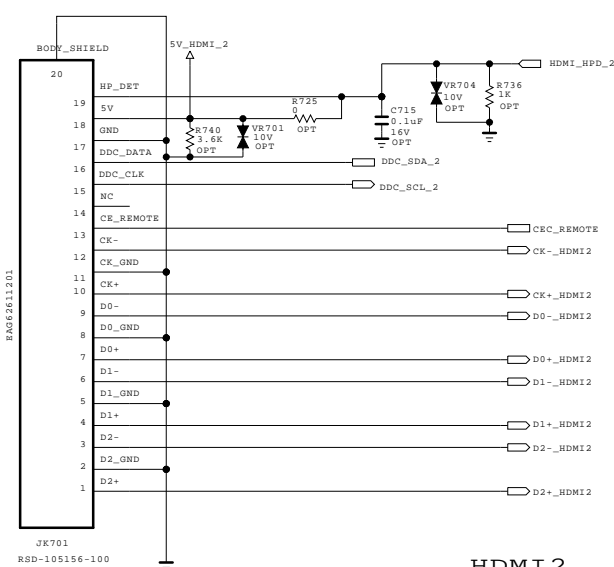 5V_HDMI_2
BODY_SHIELD
20
HDMI_HPD_2
HP_DET
19
5V
18
GND
17
DDC_DATA
16
DDC_CLK
15
NC
14
CE_REMOTE
13
CK-
12
CK_GND
11
CK+
10
D0-
9
D0_GND
8
D0+
7
D1-
6
D1_GND
5
D1+
4
D2-
3
D2_GND
2
D2+
1
R740
3.6K
OPT
VR701
10V
OPT
R725
0
OPT
C715
0.1uF
16V
OPT
VR704
10V
OPT
R736
1K
OPT
DDC_SDA_2
DDC_SCL_2
CEC_REMOTE
CK-_HDMI2
CK+_HDMI2
D0-_HDMI2
D0+_HDMI2
D1-_HDMI2
D1+_HDMI2
D2-_HDMI2
D2+_HDMI2
EAG62611201
JK701
RSD-105156-100
HDMI2